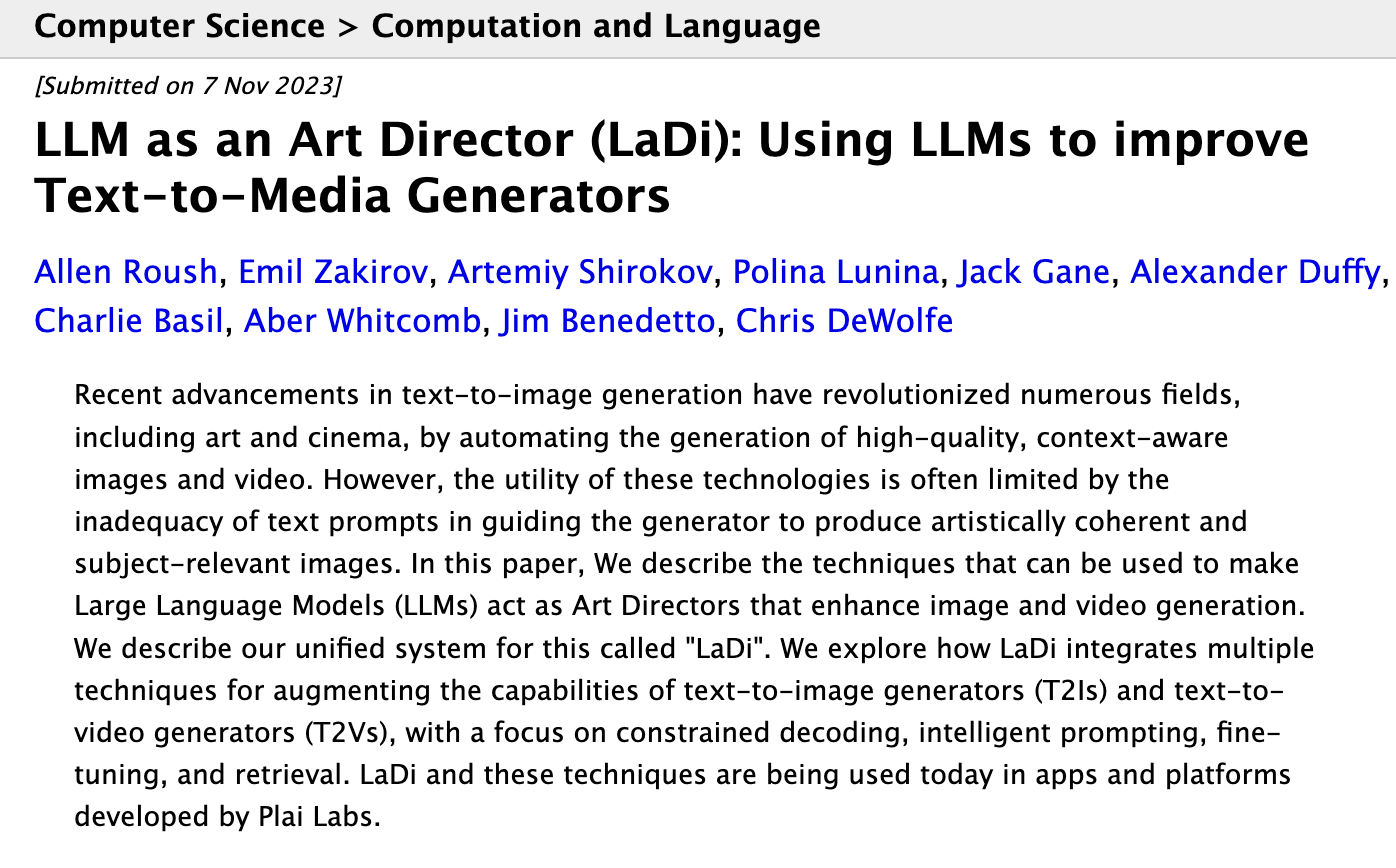 Computer Science > Computation and Language
[Submitted on 7 Nov 2023]
LLM as an Art Director (LaDi): Using LLMs to improve
Text-to-Media Generators
Allen Roush, Emil Zakirov, Artemiy Shirokov, Polina Lunina, Jack Gane, Alexander Duffy,
Charlie Basil, Aber Whitcomb, Jim Benedetto, Chris DeWolfe
Recent advancements in text-to-image generation have revolutionized numerous fields,
including art and cinema, by automating the generation of high-quality, context-aware
images and video. However, the utility of these technologies is often limited by the
inadequacy of text prompts in guiding the generator to produce artistically coherent and
subject-relevant images. In this paper, We describe the techniques that can be used to make
Large Language Models (LLMs) act as Art Directors that enhance image and video generation.
We describe our unified system for this called "LaDi". We explore how LaDi integrates multiple
techniques for augmenting the capabilities of text-to-image generators (T2Is) and text-to-
video generators (T2Vs), with a focus on constrained decoding, intelligent prompting, fine-
tuning, and retrieval. LaDi and these techniques are being used today in apps and platforms
developed by Plai Labs.